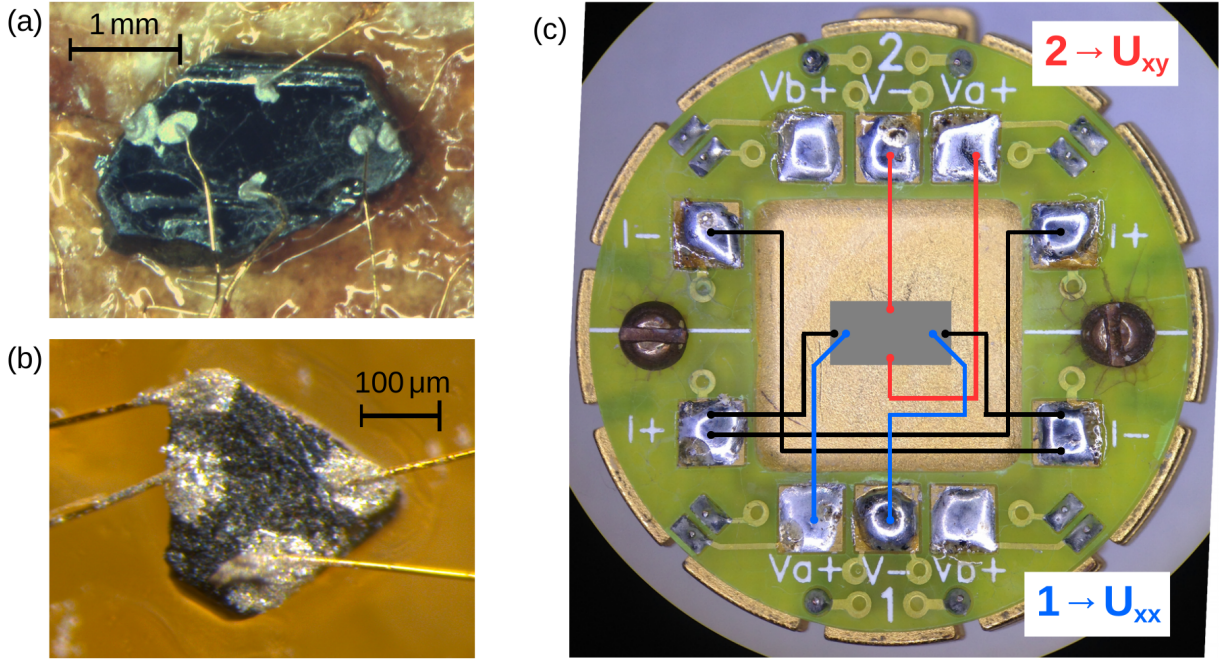 (a)
1 mm
(b)
100 µm
(c)
2 → Uxy
2
Vb+ V- Va+
I- I+
I+ I-
Va+ V- Vb+
1
1 → Uxx